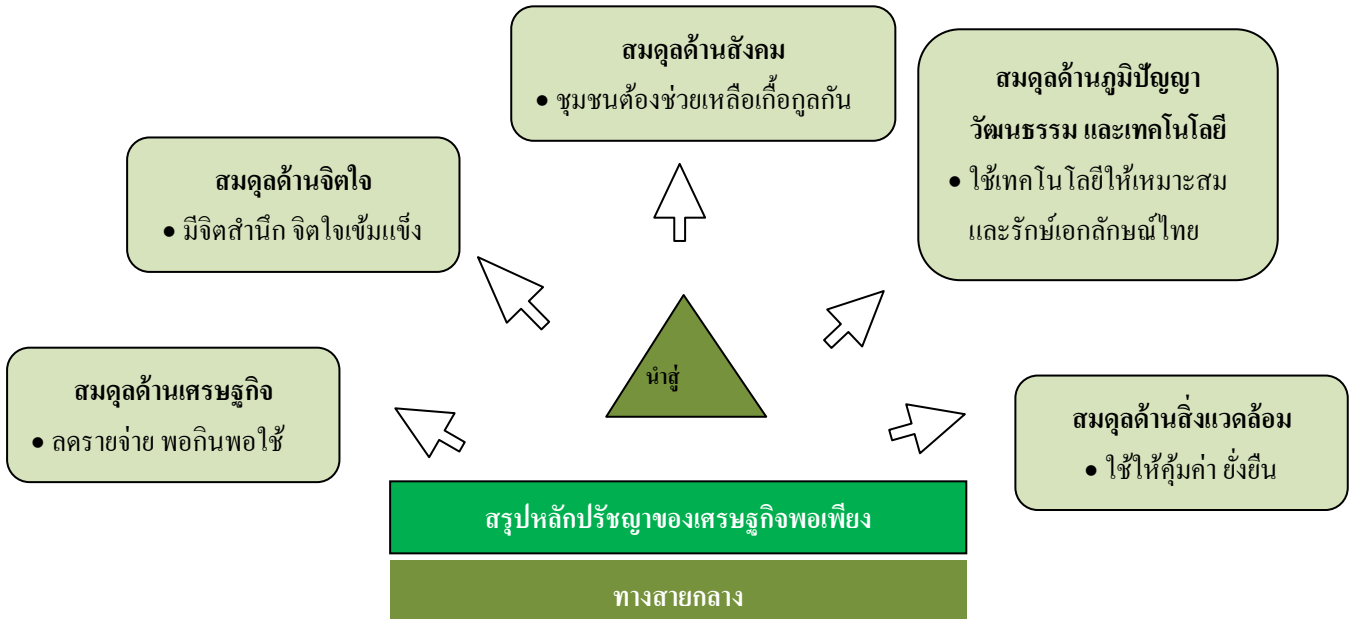 สมดุลด้านสังคม
• ชุมชนต้องช่วยเหลือเกื้อกูลกัน
สมดุลด้านภูมิปัญญา
วัฒนธรรม และเทคโนโลยี
• ใช้เทคโนโลยีให้เหมาะสม
และรักษ์เอกลักษณ์ไทย
สมดุลด้านจิตใจ
• มีจิตสำนึก จิตใจเข้มแข็ง
นำสู่
สมดุลด้านเศรษฐกิจ
• ลดรายจ่าย พอกินพอใช้
สมดุลด้านสิ่งแวดล้อม
• ใช้ให้คุ้มค่า ยั่งยืน
สรุปหลักปรัชญาของเศรษฐกิจพอเพียง
ทางสายกลาง